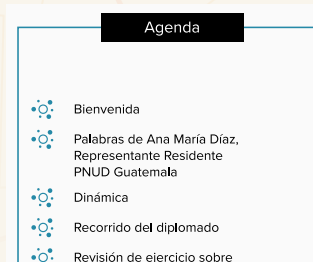 Agenda
Bienvenida
Palabras de Ana María Díaz,
Representante Residente
PNUD Guatemala
Dinámica
Recorrido del diplomado
Revisión de ejercicio sobre